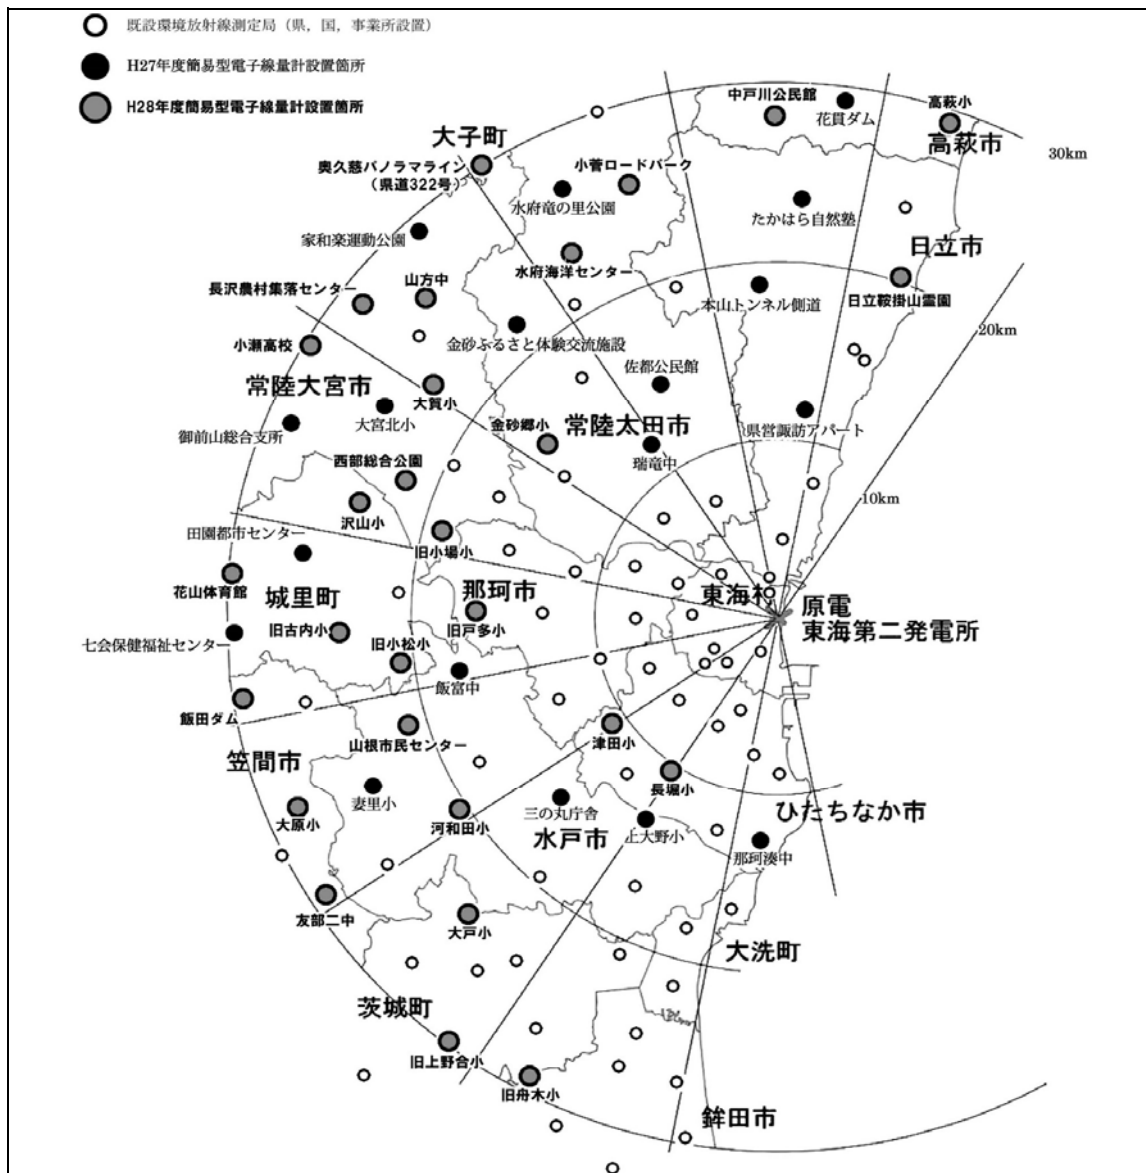 既設環境放射線測定局（県，国，事業所設置）
H27年度簡易型電子線量計設置箇所
H28年度簡易型電子線量計設置箇所
中戸川公民館
花貫ダム
高萩小
高萩市
30km
大子町
奥久慈パノラマライン
（県道322号）
小菅ロードパーク
水府竜の里公園
たかはら自然塾
家和楽運動公園
日立市
水府海洋センター
山方中
長沢農村集落センター
本山トンネル側道
日立鞍掛山霊園
20km
小瀬高校
金砂ふるさと体験交流施設
佐都公民館
常陸大宮市
大賀小
大宮北小
御前山総合支所
金砂郷小
常陸太田市
県営諏訪アパート
瑞竜中
西部総合公園
10km
沢山小
田園都市センター
旧小場小
花山体育館
城里町
那珂市
東海村
原電
東海第二発電所
旧古内小
旧戸多小
七会保健福祉センター
旧小松小
飯富中
飯田ダム
山根市民センター
津田小
笠間市
長堀小
妻里小
大原小
河和田小
三の丸庁舎
水戸市
上大野小
ひたちなか市
那珂湊中
友部二中
大戸小
大洗町
茨城町
旧上野合小
旧舟木小
鉾田市